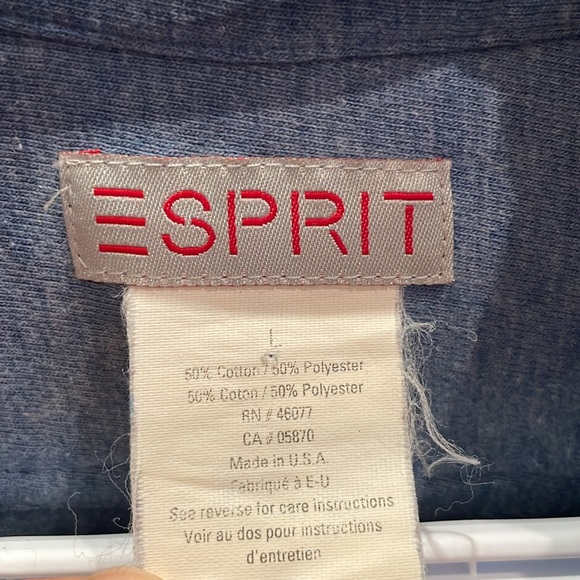 ESPRIT
L
50% Cotton / 50% Polyester
50% Coton / 50% Polyester
RN # 46077
CA # 05870
Made in U.S.A.
Fabriqué à E-U
See reverse for care instructions
Voir au dos pour instructions
d'entretien